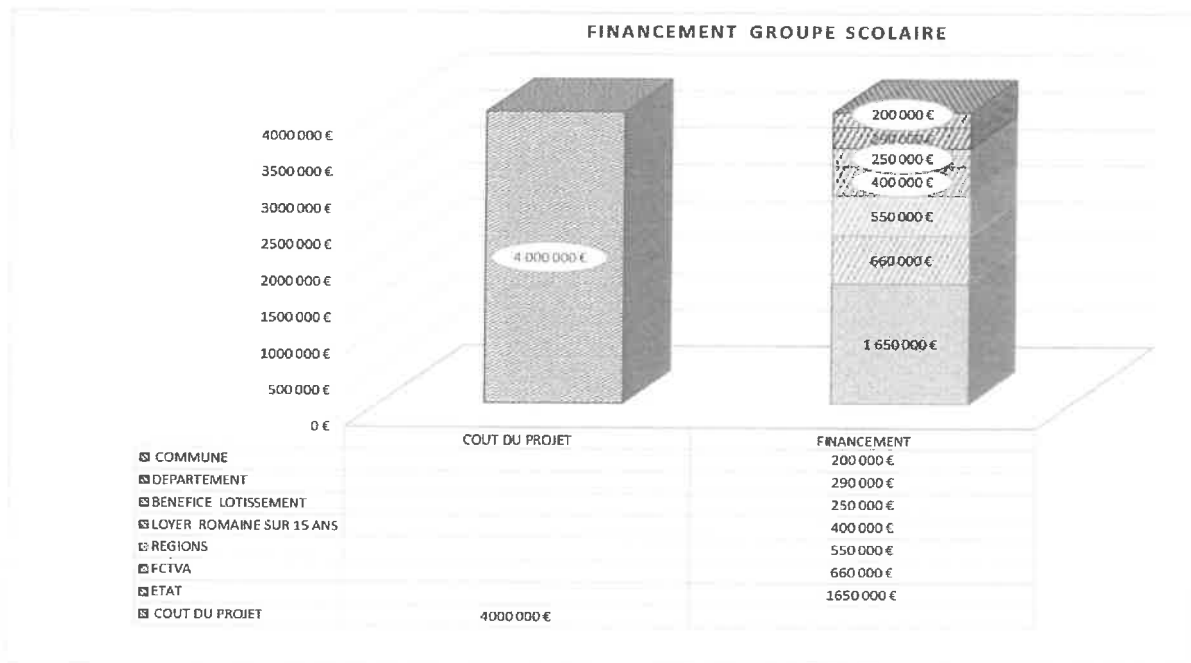 FINANCEMENT GROUPE SCOLAIRE
4000 000 €
3500 000 €
3000 000 €
2500 000 €
2000 000 €
1500 000 €
1000 000 €
500 000 €
0 €
4 000 000 €
200 000 €
250 000 €
400 000 €
550 000 €
660 000 €
1 650 000 €
COUT DU PROJET FINANCEMENT
COMMUNE 200 000 €
DEPARTEMENT 290 000 €
BENEFICE LOTISSEMENT 250 000 €
LOYER ROMAINE SUR 15 ANS 400 000 €
REGIONS 550 000 €
FCTVA 660 000 €
ETAT 1650 000 €
COUT DU PROJET 4000 000 €